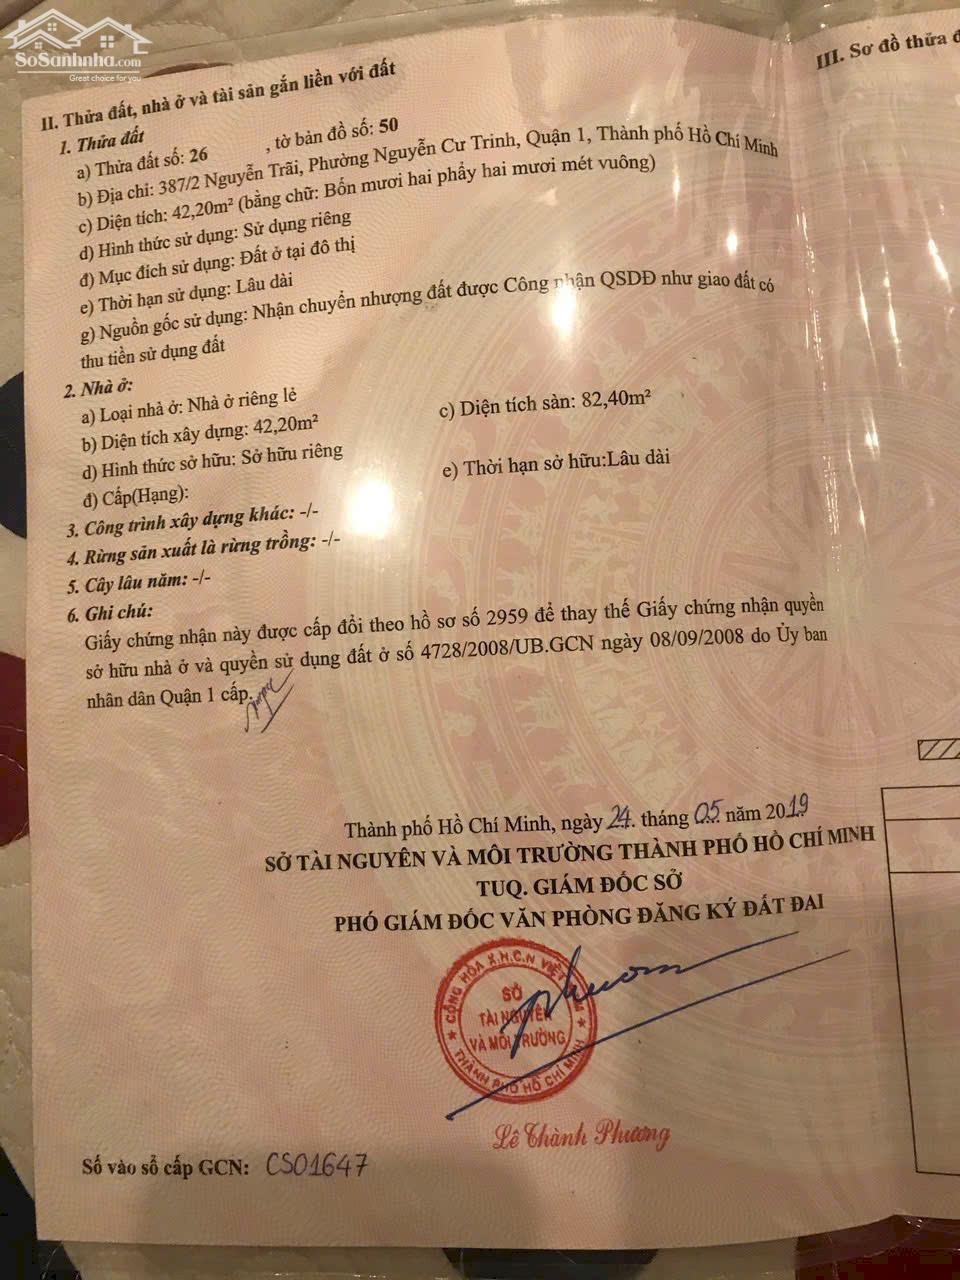 SoSanhnha.com
Great choice for you
III. Sơ đồ thửa đ
II. Thửa đất, nhà ở và tài sản gắn liền với đất
1. Thửa đất
a) Thửa đất số: 26 , tờ bản đồ số: 50
b) Địa chỉ: 387/2 Nguyễn Trãi, Phường Nguyễn Cư Trinh, Quận 1, Thành phố Hồ Chí Minh
c) Diện tích: 42,20m² (bằng chữ: Bốn mươi hai phẩy hai mươi mét vuông)
d) Hình thức sử dụng: Sử dụng riêng
đ) Mục đích sử dụng: Đất ở tại đô thị
e) Thời hạn sử dụng: Lâu dài
g) Nguồn gốc sử dụng: Nhận chuyển nhượng đất được Công nhận QSDĐ như giao đất có
thu tiền sử dụng đất
2. Nhà ở:
a) Loại nhà ở: Nhà ở riêng lẻ
b) Diện tích xây dựng: 42,20m² c) Diện tích sàn: 82,40m²
d) Hình thức sở hữu: Sở hữu riêng e) Thời hạn sở hữu:Lâu dài
đ) Cấp(Hạng):
3. Công trình xây dựng khác: -/-
4. Rừng sản xuất là rừng trồng: -/-
5. Cây lâu năm: -/-
6. Ghi chú:
Giấy chứng nhận này được cấp đổi theo hồ sơ số 2959 để thay thế Giấy chứng nhận quyền
sở hữu nhà ở và quyền sử dụng đất ở số 4728/2008/UB.GCN ngày 08/09/2008 do Ủy ban
nhân dân Quận 1 cấp.
Thành phố Hồ Chí Minh, ngày 24. tháng 05 năm 2019
SỞ TÀI NGUYÊN VÀ MÔI TRƯỜNG THÀNH PHỐ HỒ CHÍ MINH
TUQ. GIÁM ĐỐC SỞ
PHÓ GIÁM ĐỐC VĂN PHÒNG ĐĂNG KÝ ĐẤT ĐAI
CỘNG HÒA X.H.C.N VIỆT NAM
SỞ
TÀI NGUYÊN
VÀ MÔI TRƯỜNG
THÀNH PHỐ HỒ CHÍ MINH
Lê Thành Phương
Số vào sổ cấp GCN: CS01647